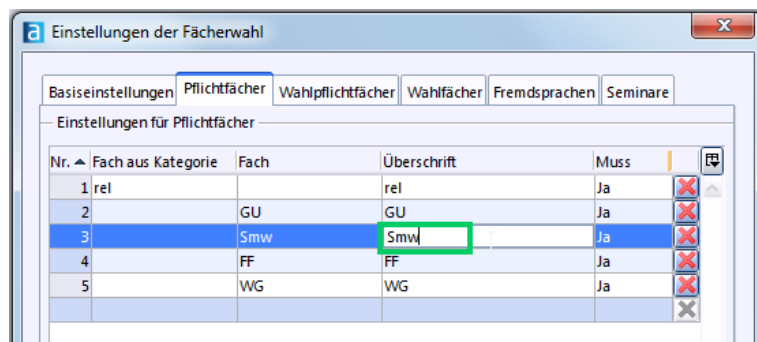 a Einstellungen der Fächerwahl
Basiseinstellungen Pflichtfächer Wahlpflichtfächer Wahlfächer Fremdsprachen Seminare
Einstellungen für Pflichtfächer
Nr. Fach aus Kategorie Fach Überschrift Muss
1 rel rel Ja
2 GU GU Ja
3 Smw Smw Ja
4 FF FF Ja
5 WG WG Ja